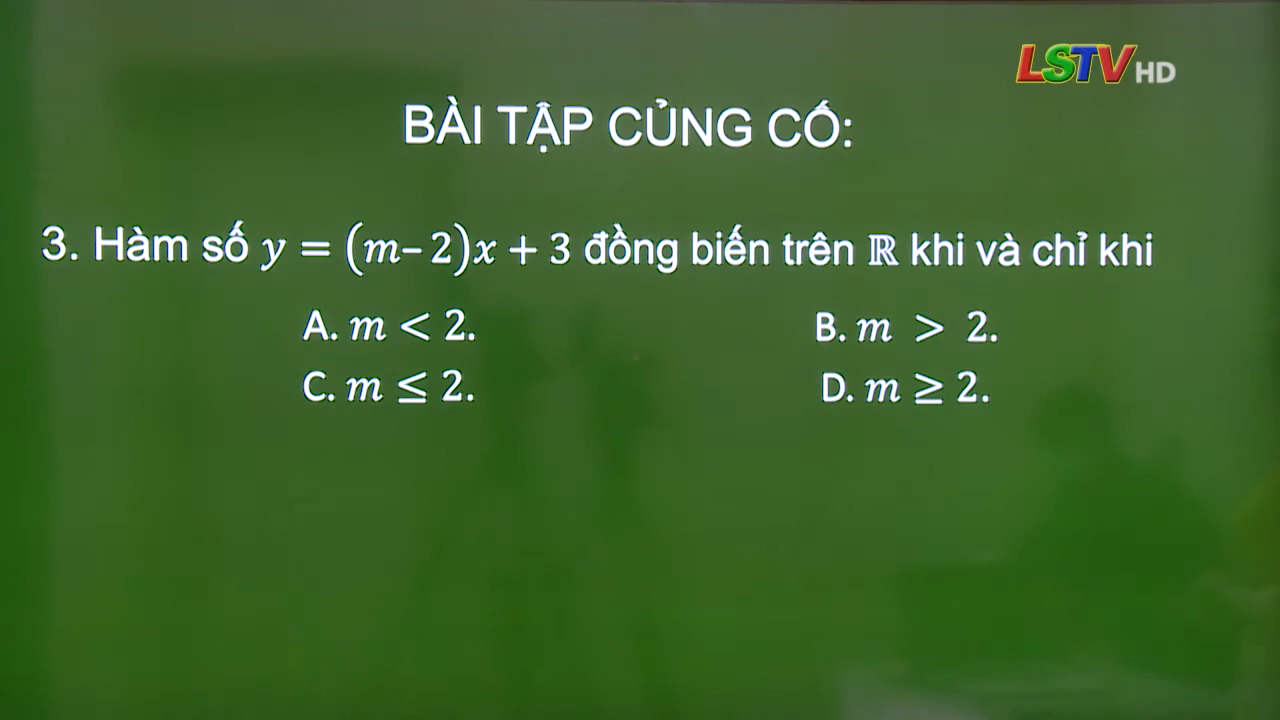 LSTV HD
BÀI TẬP CỦNG CỐ:
3. Hàm số y = (m– 2)x + 3 đồng biến trên ℝ khi và chỉ khi
A. m < 2. B. m > 2.
C. m ≤ 2. D. m ≥ 2.